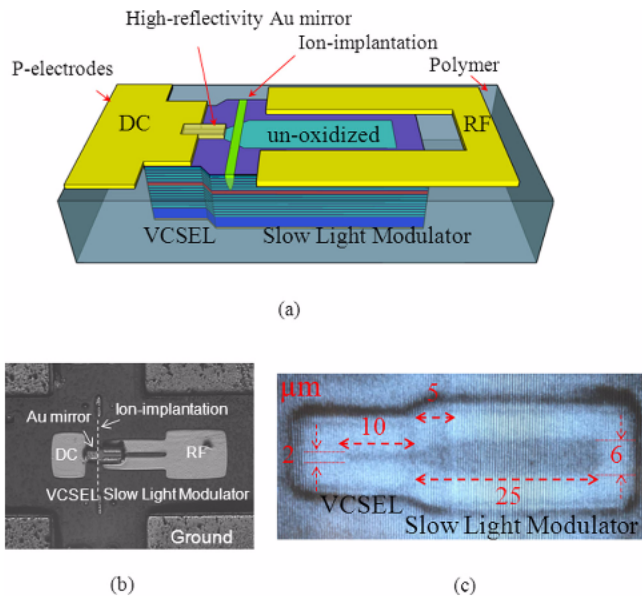 High-reflectivity Au mirror
Ion-implantation
P-electrodes
Polymer
DC
RF
un-oxidized
VCSEL
Slow Light Modulator
(a)
Au mirror
Ion-implantation
DC
RF
VCSEL
Slow Light Modulator
Ground
(b)
μm
5
10
2
6
25
VCSEL
Slow Light Modulator
(c)